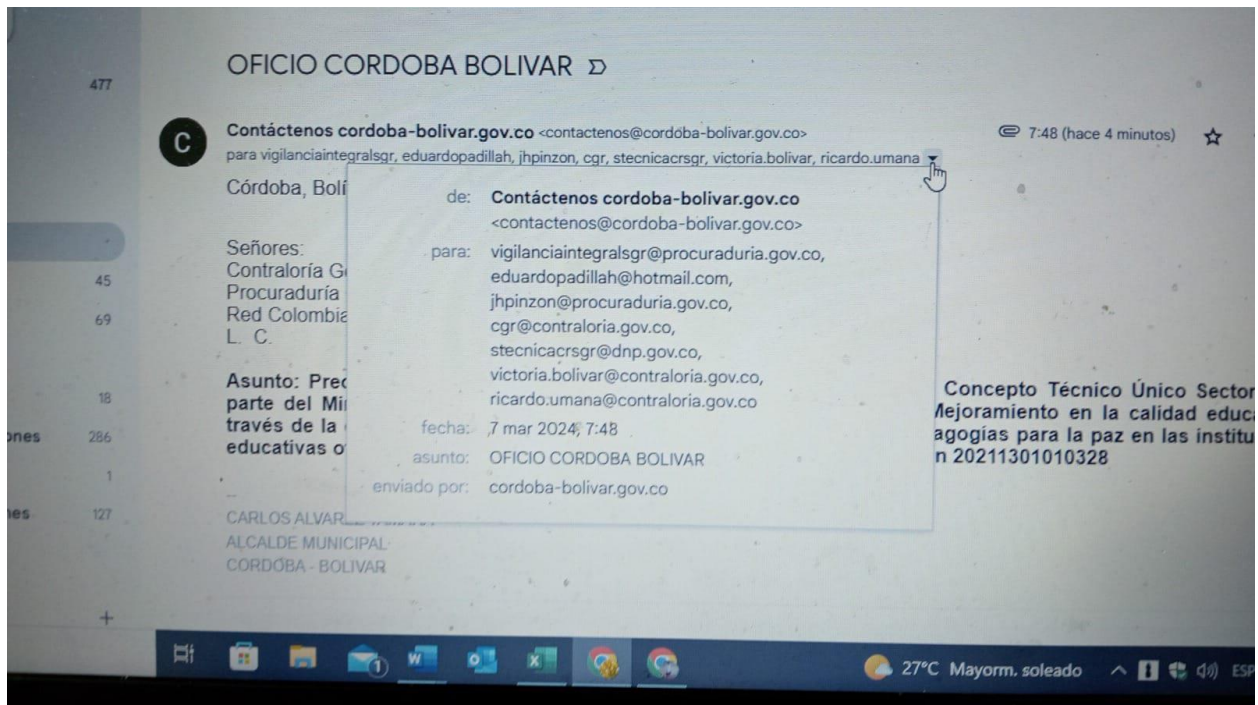 OFICIO CORDOBA BOLIVAR
477
C
Contáctenos cordoba-bolivar.gov.co <contactenos@cordoba-bolivar.gov.co>
7:48 (hace 4 minutos)
para vigilanciaintegralsgr, eduardopadillah, jhpinzon, cgr, stecnicacrsgr, victoria.bolivar, ricardo.umana
Córdoba, Bolí
de: Contáctenos cordoba-bolivar.gov.co
<contactenos@cordoba-bolivar.gov.co>
Señores:
para: vigilanciaintegralsgr@procuraduria.gov.co,
Contraloría G
eduardopadillah@hotmail.com,
45
Procuraduría
jhpinzon@procuraduria.gov.co,
69
Red Colombia
cgr@contraloria.gov.co,
L. C.
stecnicacrsgr@dnp.gov.co,
Asunto: Prec
victoria.bolivar@contraloria.gov.co,
Concepto Técnico Único Sector
18
parte del Mi
ricardo.umana@contraloria.gov.co
Mejoramiento en la calidad educ
ones
286
través de la
fecha: 7 mar 2024, 7:48
agogías para la paz en las institu
educativas o
asunto: OFICIO CORDOBA BOLIVAR
n 20211301010328
1
enviado por: cordoba-bolivar.gov.co
nes
127
CARLOS ALVAR
ALCALDE MUNICIPAL
CORDOBA - BOLIVAR
+
1
W
X
27°C Mayorm. soleado
ESP